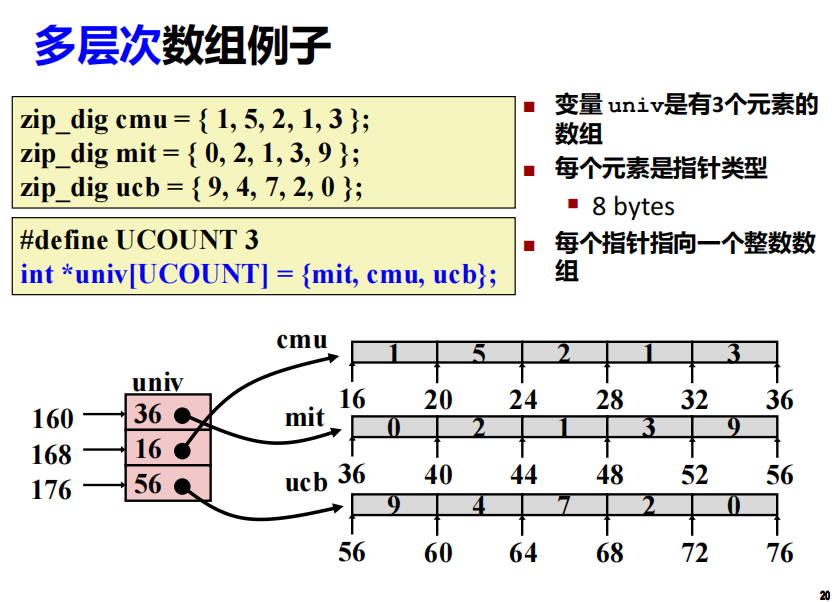 多层次数组例子
zip_dig cmu = { 1, 5, 2, 1, 3 };
zip_dig mit = { 0, 2, 1, 3, 9 };
zip_dig ucb = { 9, 4, 7, 2, 0 };
#define UCOUNT 3
int *univ[UCOUNT] = {mit, cmu, ucb};
变量 univ是有3个元素的
数组
每个元素是指针类型
8 bytes
每个指针指向一个整数数
组
cmu
1 5 2 1 3
16 20 24 28 32 36
univ
160 36
168 16
176 56
mit
0 2 1 3 9
36 40 44 48 52 56
ucb
9 4 7 2 0
56 60 64 68 72 76
20